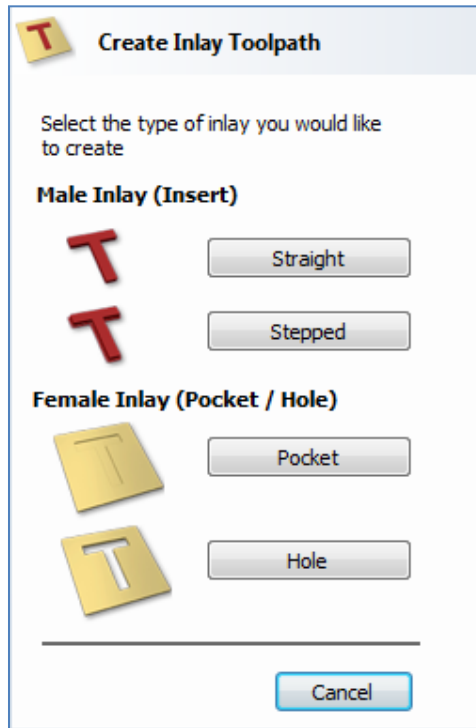 Create Inlay Toolpath
Select the type of inlay you would like
to create
Male Inlay (Insert)
Straight
Stepped
Female Inlay (Pocket / Hole)
Pocket
Hole
Cancel